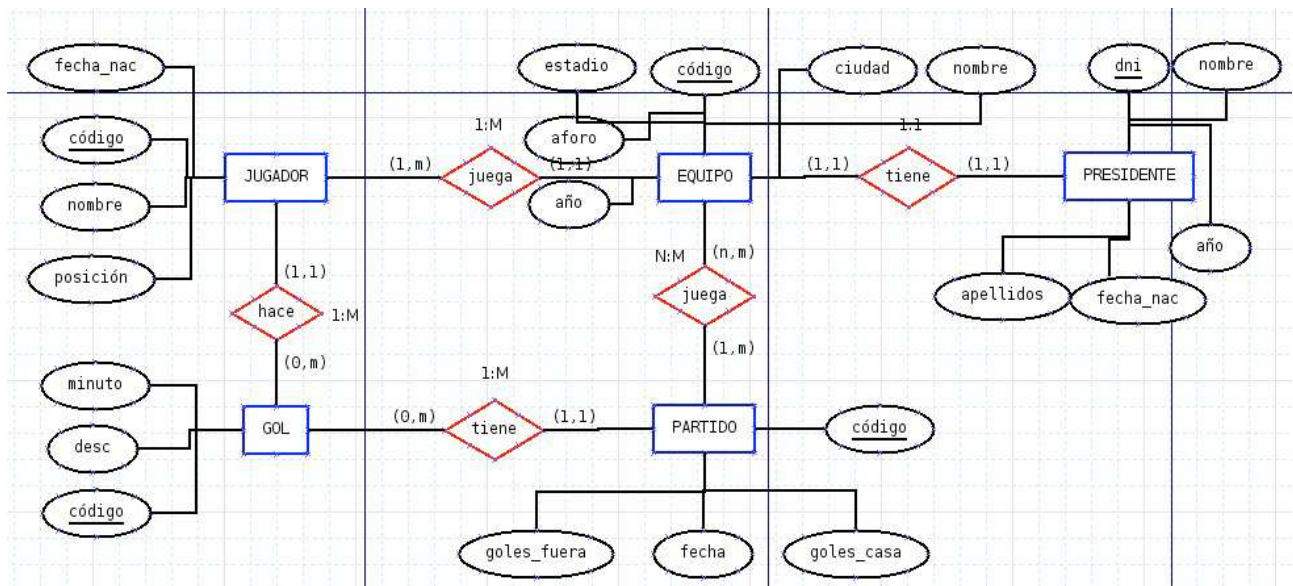 fecha_nac
estadio
código
ciudad
nombre
dni
nombre
código
1:M
aforo
1:1
JUGADOR
(1,m)
juega
(1,1)
EQUIPO
(1,1)
tiene
(1,1)
PRESIDENTE
nombre
año
año
posición
(1,1)
N:M
(n,m)
hace
1:M
juega
apellidos
fecha_nac
(0,m)
(1,m)
minuto
1:M
GOL
(0,m)
tiene
(1,1)
PARTIDO
código
desc
código
goles_fuera
fecha
goles_casa